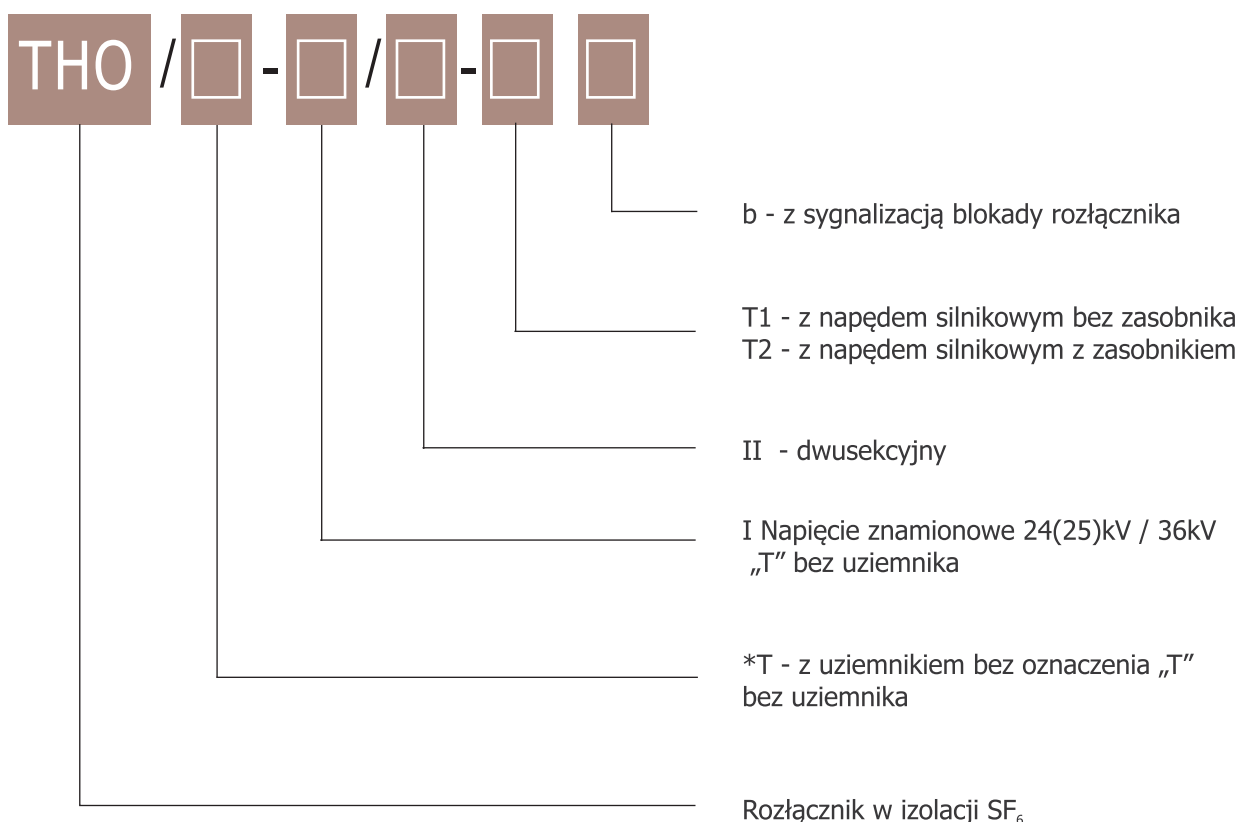 THO / □ - □ / □ - □ □
b - z sygnalizacją blokady rozłącznika
T1 - z napędem silnikowym bez zasobnika
T2 - z napędem silnikowym z zasobnikiem
II - dwusekcyjny
I Napięcie znamionowe 24(25)kV / 36kV
„T” bez uziemnika
*T - z uziemnikiem bez oznaczenia „T”
bez uziemnika
Rozłącznik w izolacji SF₆